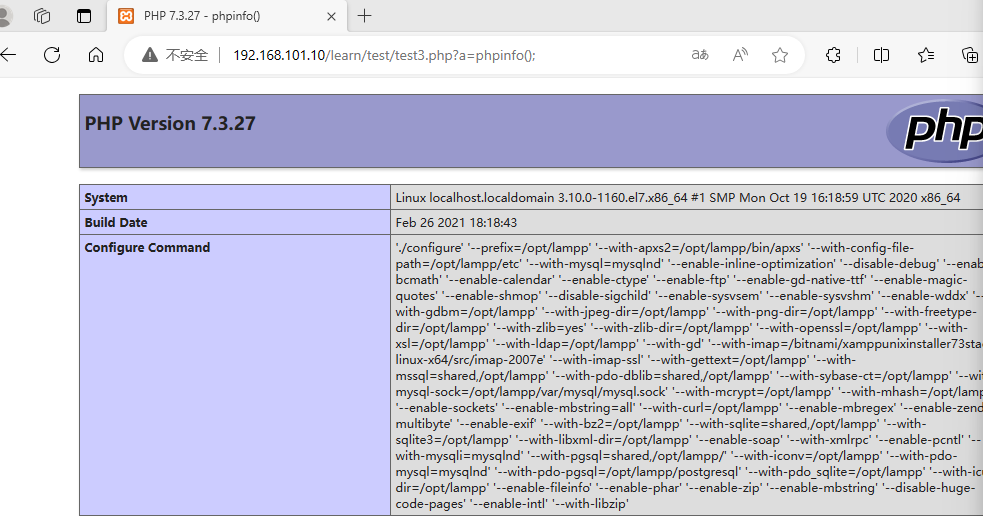 PHP 7.3.27 - phpinfo()
不安全 192.168.101.10/learn/test/test3.php?a=phpinfo();
PHP Version 7.3.27
php
System Linux localhost.localdomain 3.10.0-1160.el7.x86_64 #1 SMP Mon Oct 19 16:18:59 UTC 2020 x86_64
Build Date Feb 26 2021 18:18:43
Configure Command './configure' '--prefix=/opt/lampp' '--with-apxs2=/opt/lampp/bin/apxs' '--with-config-file-
path=/opt/lampp/etc' '--with-mysql=mysqlnd' '--enable-inline-optimization' '--disable-debug' '--enab
bcmath' '--enable-calendar' '--enable-ctype' '--enable-ftp' '--enable-gd-native-ttf' '--enable-magic-
quotes' '--enable-shmop' '--disable-sigchild' '--enable-sysvsem' '--enable-sysvshm' '--enable-wddx' '--
with-gdbm=/opt/lampp' '--with-jpeg-dir=/opt/lampp' '--with-png-dir=/opt/lampp' '--with-freetype-
dir=/opt/lampp' '--with-zlib=yes' '--with-zlib-dir=/opt/lampp' '--with-openssl=/opt/lampp' '--with-
xsl=/opt/lampp' '--with-ldap=/opt/lampp' '--with-gd' '--with-imap=/bitnami/xamppunixinstaller73sta
linux-x64/src/imap-2007e' '--with-imap-ssl' '--with-gettext=/opt/lampp' '--with-
mssql=shared,/opt/lampp' '--with-pdo-dblib=shared,/opt/lampp' '--with-sybase-ct=/opt/lampp' '--wit
mysql-sock=/opt/lampp/var/mysql/mysql.sock' '--with-mcrypt=/opt/lampp' '--with-mhash=/opt/lamp
'--enable-sockets' '--enable-mbstring=all' '--with-curl=/opt/lampp' '--enable-mbregex' '--enable-zend
multibyte' '--enable-exif' '--with-bz2=/opt/lampp' '--with-sqlite=shared,/opt/lampp' '--with-
sqlite3=/opt/lampp' '--with-libxml-dir=/opt/lampp' '--enable-soap' '--with-xmlrpc' '--enable-pcntl' '--
with-mysqli=mysqlnd' '--with-pgsql=shared,/opt/lampp/' '--with-iconv=/opt/lampp' '--with-pdo-
mysql=mysqlnd' '--with-pdo-pgsql=/opt/lampp/postgresql' '--with-pdo_sqlite=/opt/lampp' '--with-icu
dir=/opt/lampp' '--enable-fileinfo' '--enable-phar' '--enable-zip' '--enable-mbstring' '--disable-huge-
code-pages' '--enable-intl' '--with-libzip'